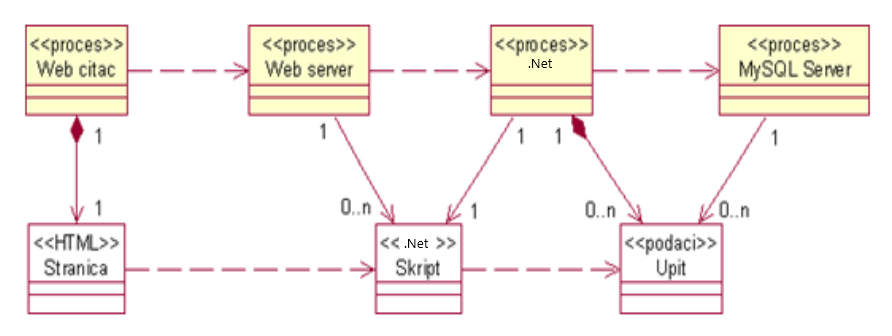 <<proces>>
Web citac
<<proces>>
Web server
<<proces>>
.Net
<<proces>>
MySQL Server
1
1
1
1
1
1
0..n
1
0..n
0..n
<<HTML>>
Stranica
<< .Net >>
Skript
<<podaci>>
Upit